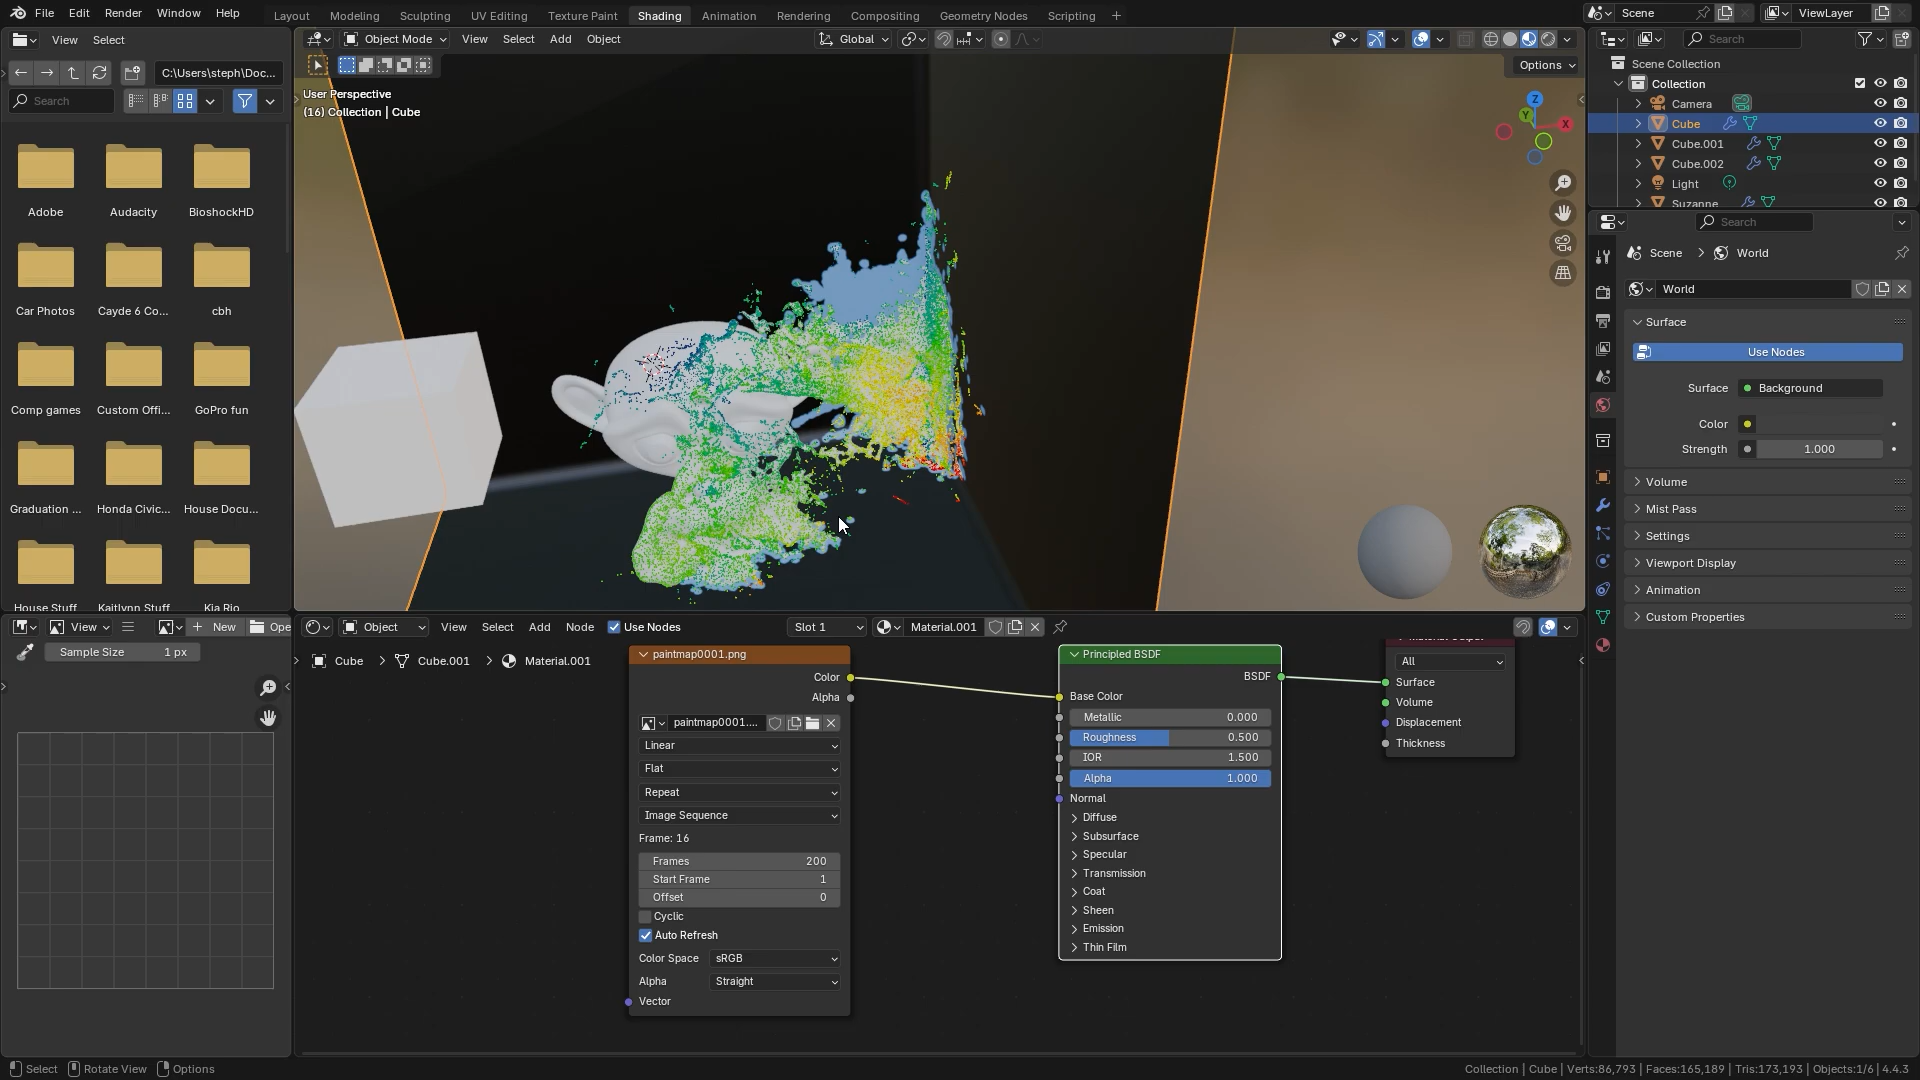 File Edit Render Window Help
Layout Modeling Sculpting UV Editing Texture Paint Shading Animation Rendering Compositing Geometry Nodes Scripting +
Scene
ViewLayer
View Select
C:\Users\steph\Doc...
Search
Adobe
Audacity
BioshockHD
Car Photos
Cayde 6 Co...
cbh
Comp games
Custom Offi...
GoPro fun
Graduation ...
Honda Civic...
House Docu...
House Stuff
Kaitlynn Stuff
Kia Rio
Object Mode View Select Add Object
Global
Options
User Perspective
(16) Collection | Cube
Z
Y
X
Search
Scene Collection
Collection
Camera
Cube
Cube.001
Cube.002
Light
Suzanne
Search
Scene > World
World
Surface
Use Nodes
Surface Background
Color
Strength 1.000
Volume
Mist Pass
Settings
Viewport Display
Animation
Custom Properties
View
New
Ope
Sample Size 1 px
Object View Select Add Node Use Nodes Slot 1 Material.001
Cube > Cube.001 > Material.001
paintmap0001.png
Color
Alpha
paintmap0001....
Linear
Flat
Repeat
Image Sequence
Frame: 16
Frames 200
Start Frame 1
Offset 0
Cyclic
Auto Refresh
Color Space sRGB
Alpha Straight
Vector
Principled BSDF
BSDF
Base Color
Metallic 0.000
Roughness 0.500
IOR 1.500
Alpha 1.000
Normal
Diffuse
Subsurface
Specular
Transmission
Coat
Sheen
Emission
Thin Film
All
Surface
Volume
Displacement
Thickness
Select Rotate View Options
Collection | Cube | Verts:86,793 | Faces:165,189 | Tris:173,193 | Objects:1/6 | 4.4.3